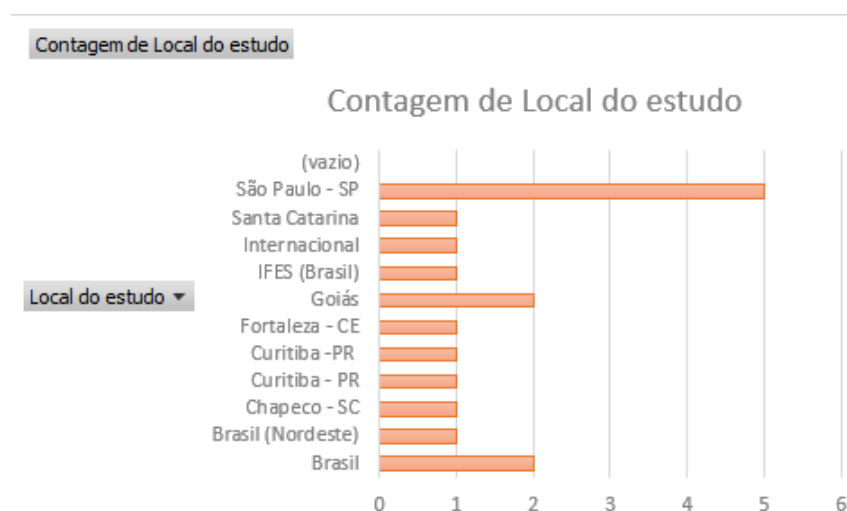 Contagem de Local do estudo
Contagem de Local do estudo
(vazio)
São Paulo - SP
Santa Catarina
Internacional
IFES (Brasil)
Local do estudo
Goiás
Fortaleza - CE
Curitiba -PR
Curitiba - PR
Chapeco - SC
Brasil (Nordeste)
Brasil
0 1 2 3 4 5 6